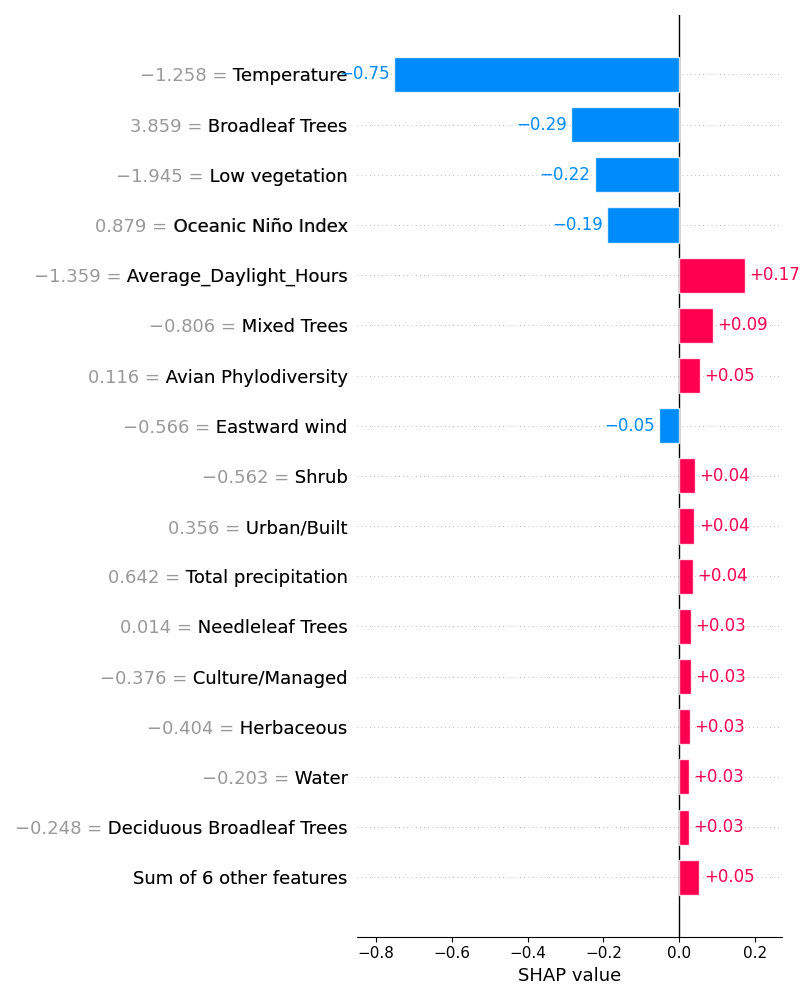 −1.258 = Temperature −0.75
3.859 = Broadleaf Trees −0.29
−1.945 = Low vegetation −0.22
0.879 = Oceanic Niño Index −0.19
−1.359 = Average_Daylight_Hours +0.17
−0.806 = Mixed Trees +0.09
0.116 = Avian Phylodiversity +0.05
−0.566 = Eastward wind −0.05
−0.562 = Shrub +0.04
0.356 = Urban/Built +0.04
0.642 = Total precipitation +0.04
0.014 = Needleleaf Trees +0.03
−0.376 = Culture/Managed +0.03
−0.404 = Herbaceous +0.03
−0.203 = Water +0.03
−0.248 = Deciduous Broadleaf Trees +0.03
Sum of 6 other features +0.05
−0.8 −0.6 −0.4 −0.2 0.0 0.2
SHAP value